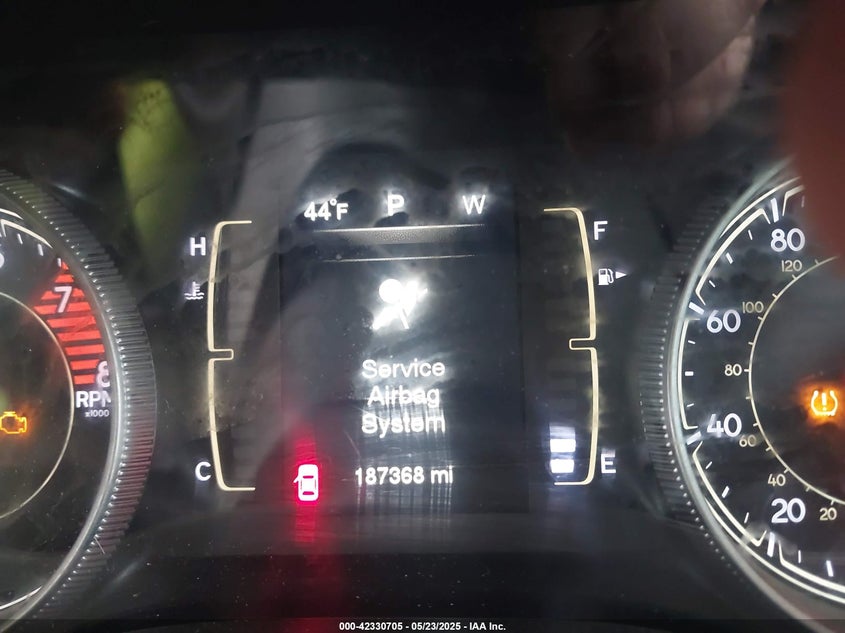 44°F P W
H F
7
8
RPM
x1000
Service
Airbag
System
187368 mi
C E
80
120
60
100
80
40
60
40
20
20
000-42330705 - 05/23/2025 - IAA Inc.